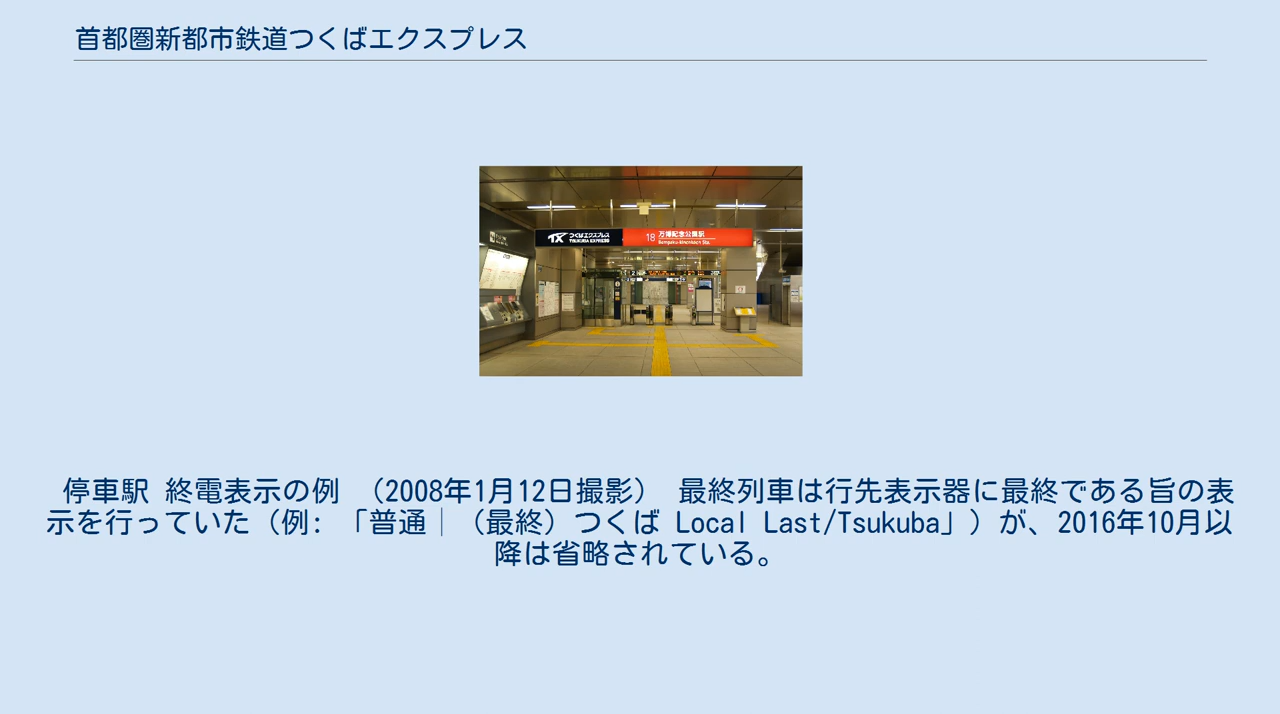 首都圏新都市鉄道つくばエクスプレス
TX つくばエクスプレス TSUKUBA EXPRESS
18 万博記念公園駅
Bampaku-kinenkōen Sta.
停車駅 終電表示の例 （2008年1月12日撮影） 最終列車は行先表示器に最終である旨の表
示を行っていた（例: 「普通｜（最終）つくば Local Last/Tsukuba」）が、2016年10月以
降は省略されている。